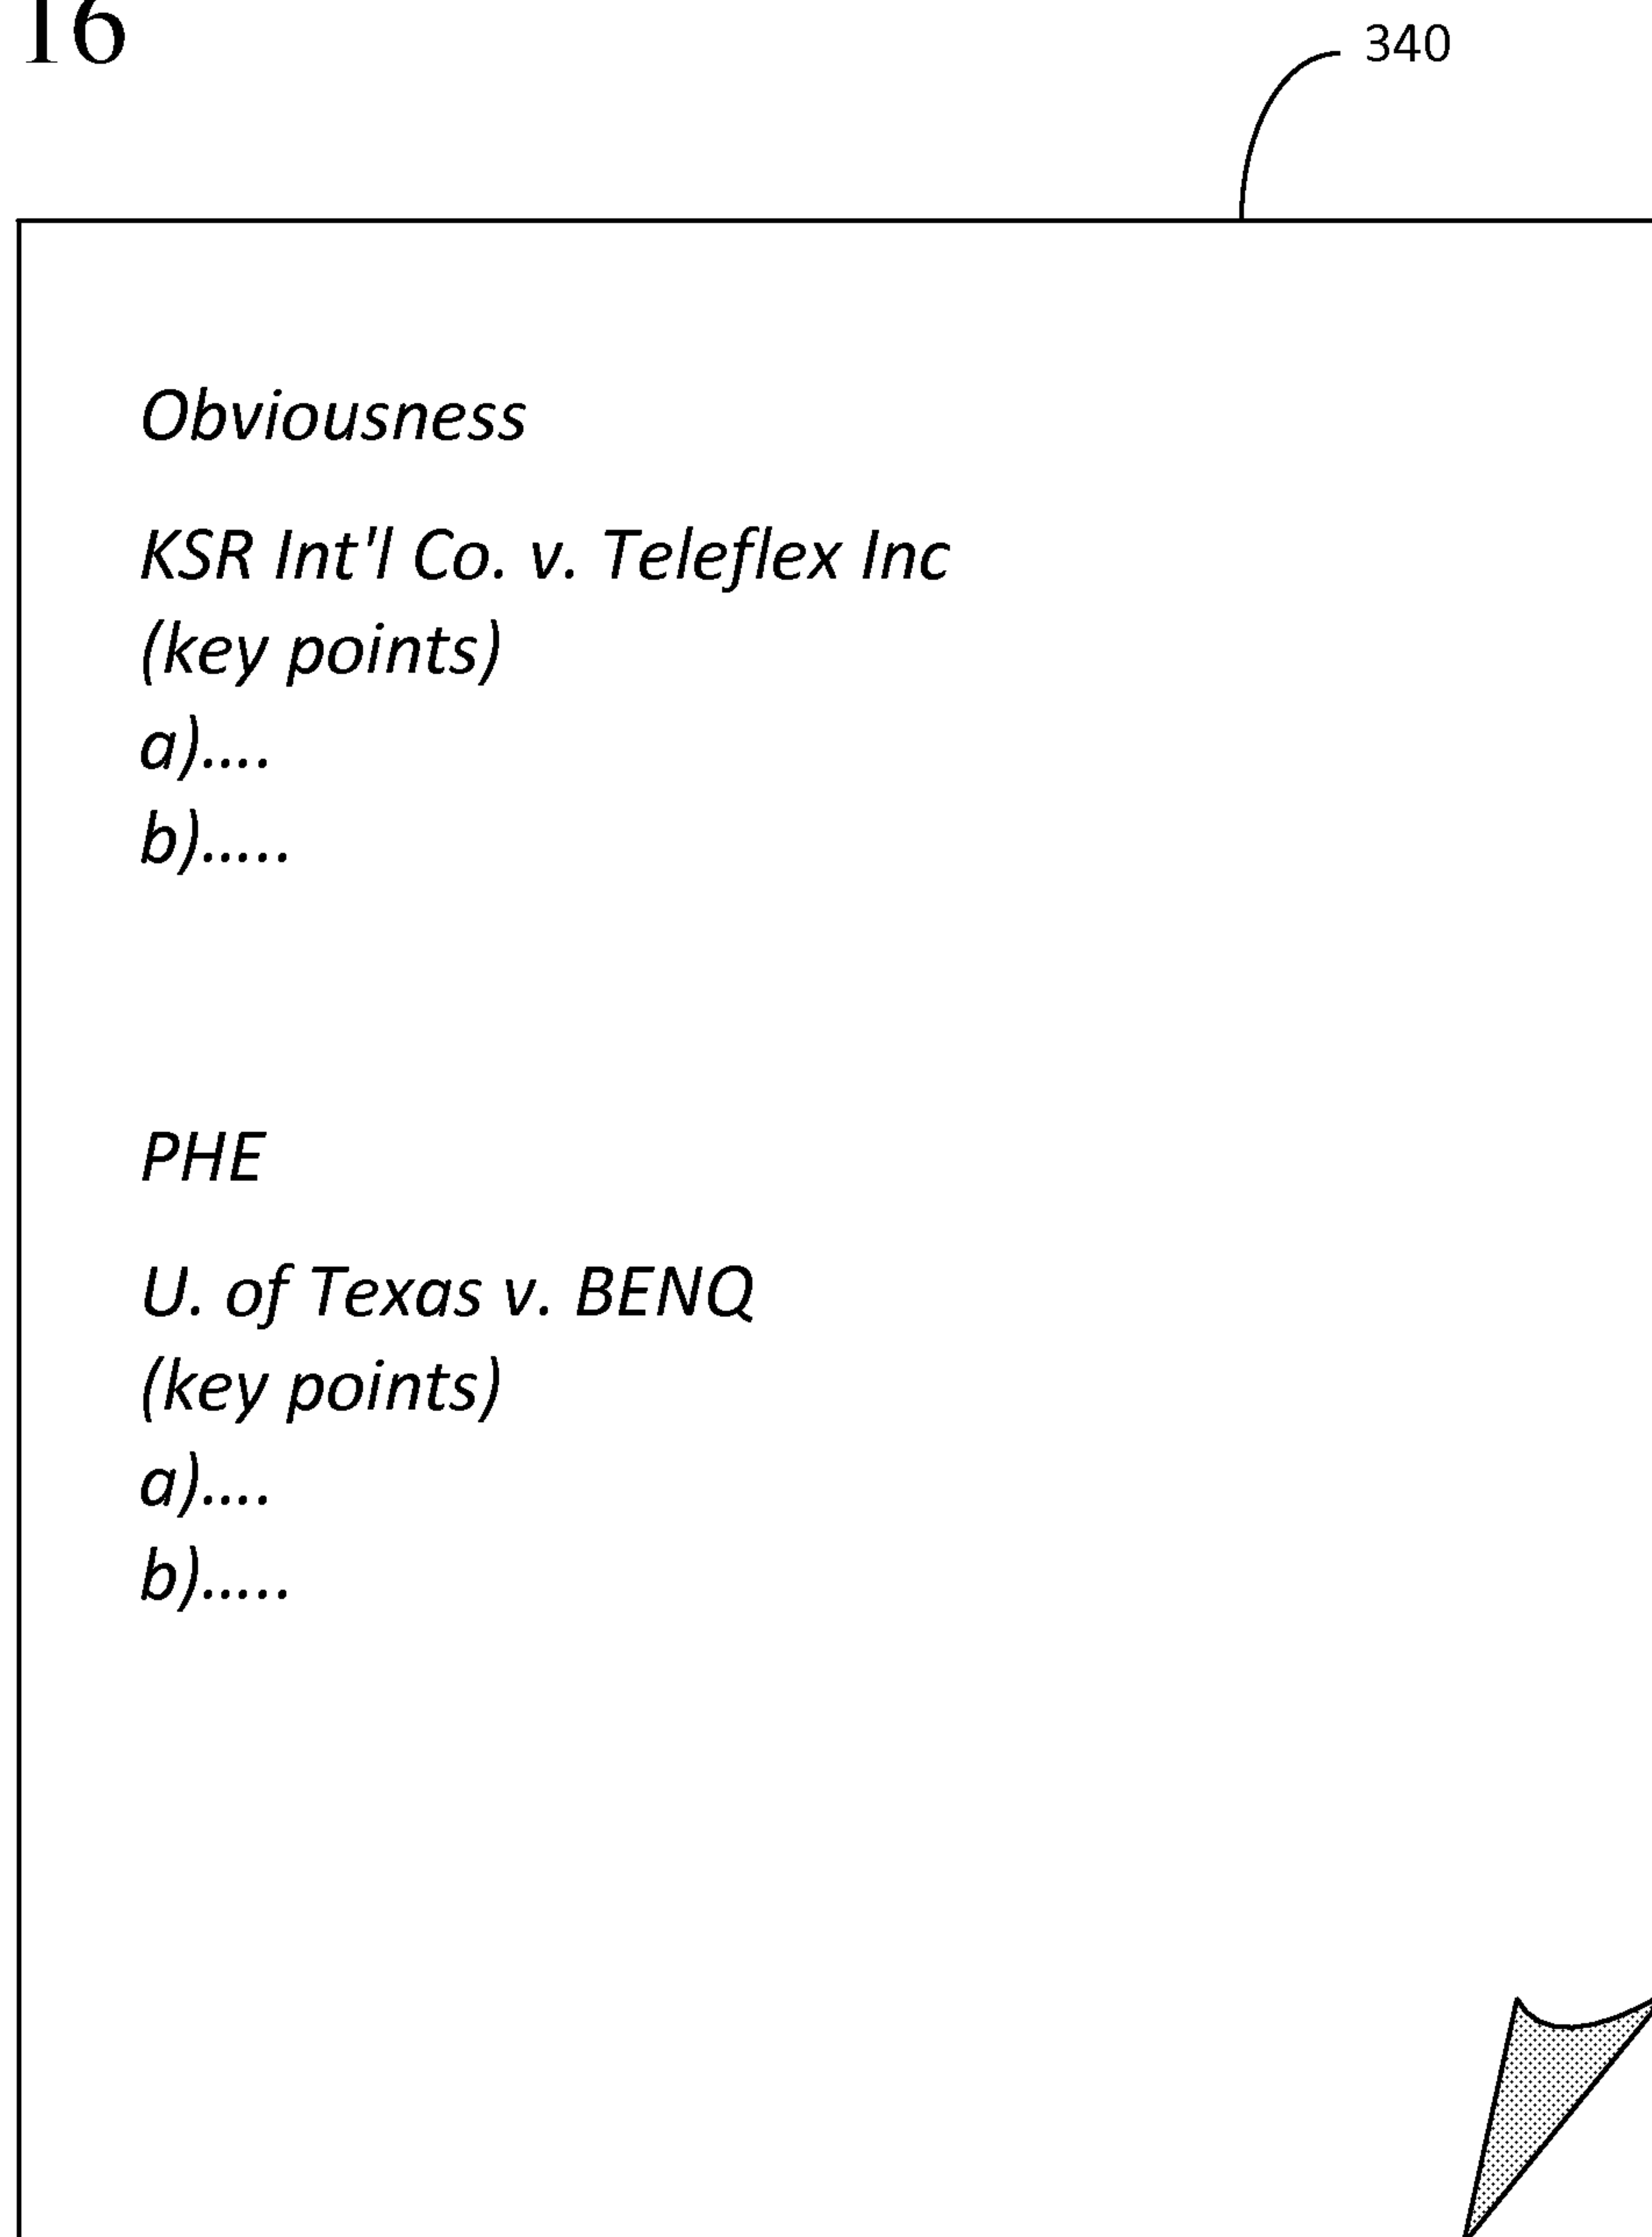 16
340
Obviousness
KSR Int'l Co. v. Teleflex Inc
(key points)
a)....
b).....
PHE
U. of Texas v. BENQ
(key points)
a)....
b).....